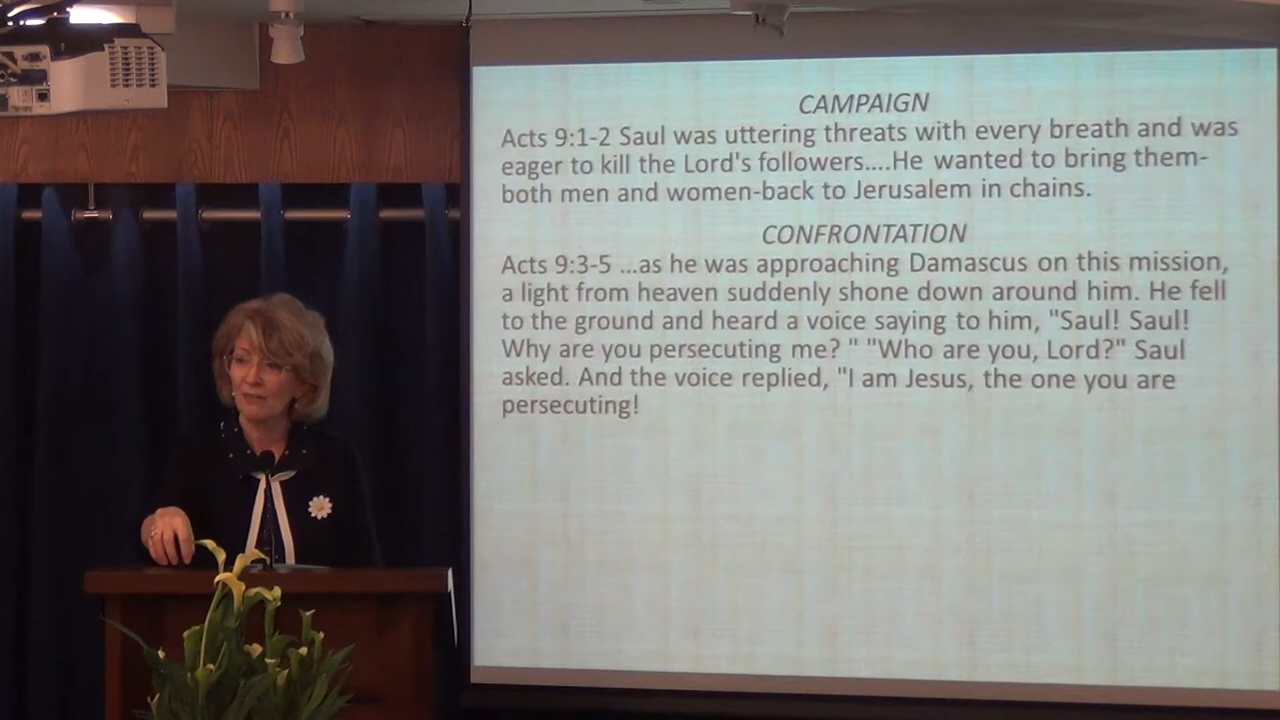 CAMPAIGN
Acts 9:1-2 Saul was uttering threats with every breath and was
eager to kill the Lord's followers....He wanted to bring them-
both men and women-back to Jerusalem in chains.
CONFRONTATION
Acts 9:3-5 ...as he was approaching Damascus on this mission,
a light from heaven suddenly shone down around him. He fell
to the ground and heard a voice saying to him, "Saul! Saul!
Why are you persecuting me? " "Who are you, Lord?" Saul
asked. And the voice replied, "I am Jesus, the one you are
persecuting!